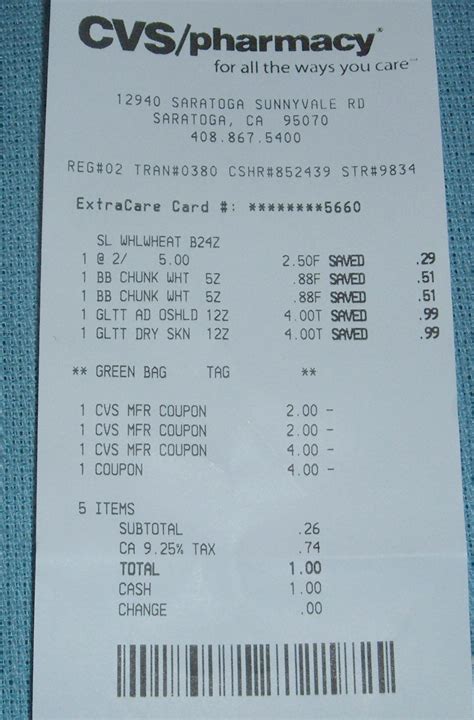 CVS/pharmacy®
for all the ways you care™
12940 SARATOGA SUNNYVALE RD
SARATOGA, CA 95070
408.867.5400
REG#02 TRAN#0380 CSHR#852439 STR#9834
ExtraCare Card #: ********5660
SL WHLWHEAT B24Z
1 @ 2/ 5.00 2.50F SAVED .29
1 BB CHUNK WHT 5Z .88F SAVED .51
1 BB CHUNK WHT 5Z .88F SAVED .51
1 GLTT AD OSHLD 12Z 4.00T SAVED .99
1 GLTT DRY SKN 12Z 4.00T SAVED .99
** GREEN BAG TAG **
1 CVS MFR COUPON 2.00 -
1 CVS MFR COUPON 2.00 -
1 CVS MFR COUPON 4.00 -
1 COUPON 4.00 -
5 ITEMS
SUBTOTAL .26
CA 9.25% TAX .74
TOTAL 1.00
CASH 1.00
CHANGE .00